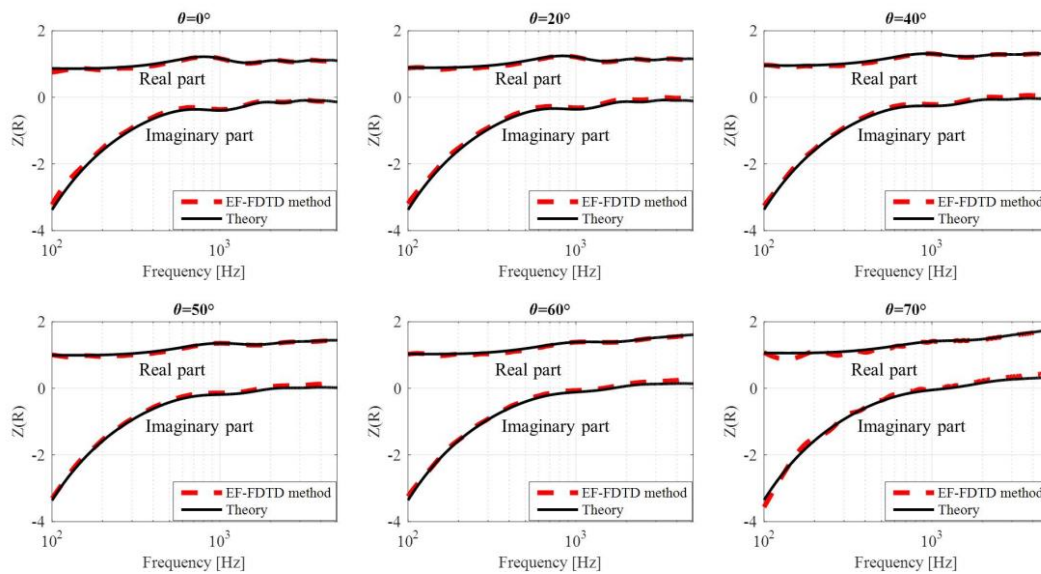 θ=0°
2
0
-2
-4
Z(R)
Real part
Imaginary part
EF-FDTD method
Theory
10²
10³
Frequency [Hz]
θ=20°
2
0
-2
-4
Z(R)
Real part
Imaginary part
EF-FDTD method
Theory
10²
10³
Frequency [Hz]
θ=40°
2
0
-2
-4
Z(R)
Real part
Imaginary part
EF-FDTD method
Theory
10²
10³
Frequency [Hz]
θ=50°
2
0
-2
-4
Z(R)
Real part
Imaginary part
EF-FDTD method
Theory
10²
10³
Frequency [Hz]
θ=60°
2
0
-2
-4
Z(R)
Real part
Imaginary part
EF-FDTD method
Theory
10²
10³
Frequency [Hz]
θ=70°
2
0
-2
-4
Z(R)
Real part
Imaginary part
EF-FDTD method
Theory
10²
10³
Frequency [Hz]